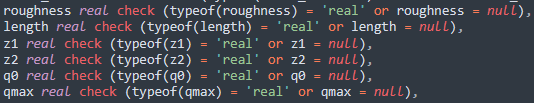 roughness real check (typeof(roughness) = 'real' or roughness = null),
length real check (typeof(length) = 'real' or length = null),
z1 real check (typeof(z1) = 'real' or z1 = null),
z2 real check (typeof(z2) = 'real' or z2 = null),
q0 real check (typeof(q0) = 'real' or q0 = null),
qmax real check (typeof(qmax) = 'real' or qmax = null),